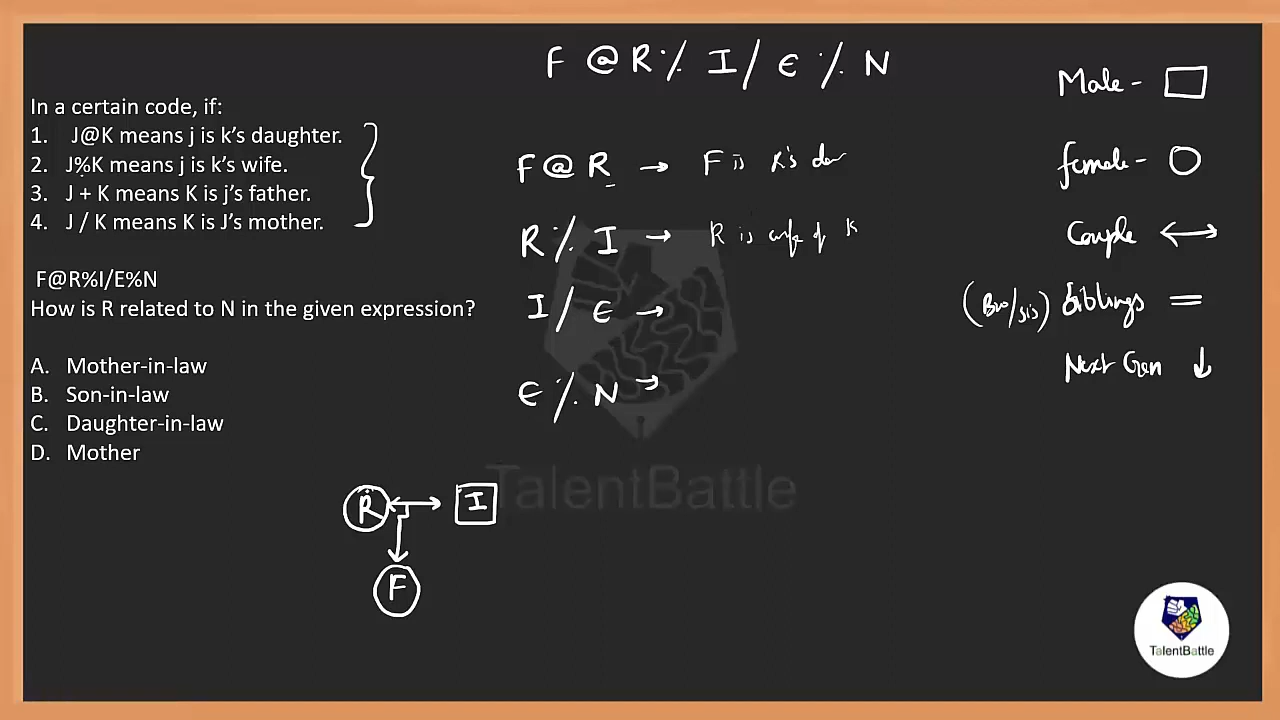 In a certain code, if:
1. J@K means j is k's daughter.
2. J%K means j is k's wife.
3. J + K means K is j's father.
4. J / K means K is J's mother.
F@R%I/E%N
How is R related to N in the given expression?
A. Mother-in-law
B. Son-in-law
C. Daughter-in-law
D. Mother
F @ R % I / E % N
F @ R → F is R's
R % I → R is wife of K
I / E →
E % N →
Male -
female -
Couple ↔
(Bro/sis) Siblings =
Next Gen ↓
R ↔ I
F
TalentBattle
TalentBattle